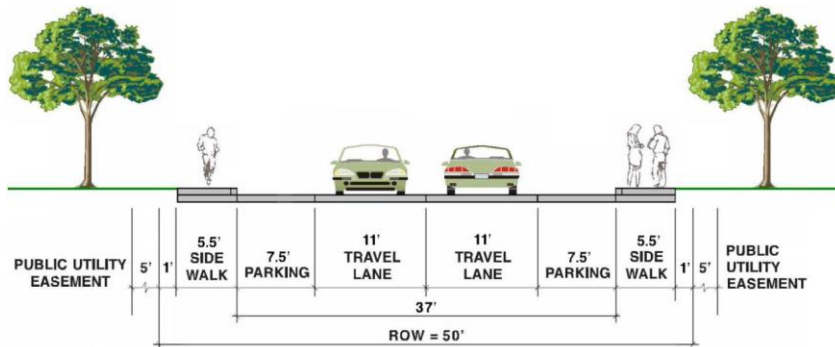 PUBLIC UTILITY
EASEMENT
5'
1'
5.5'
SIDE
WALK
7.5'
PARKING
11'
TRAVEL
LANE
11'
TRAVEL
LANE
7.5'
PARKING
5.5'
SIDE
WALK
1'
5'
PUBLIC
UTILITY
EASEMENT
37'
ROW = 50'